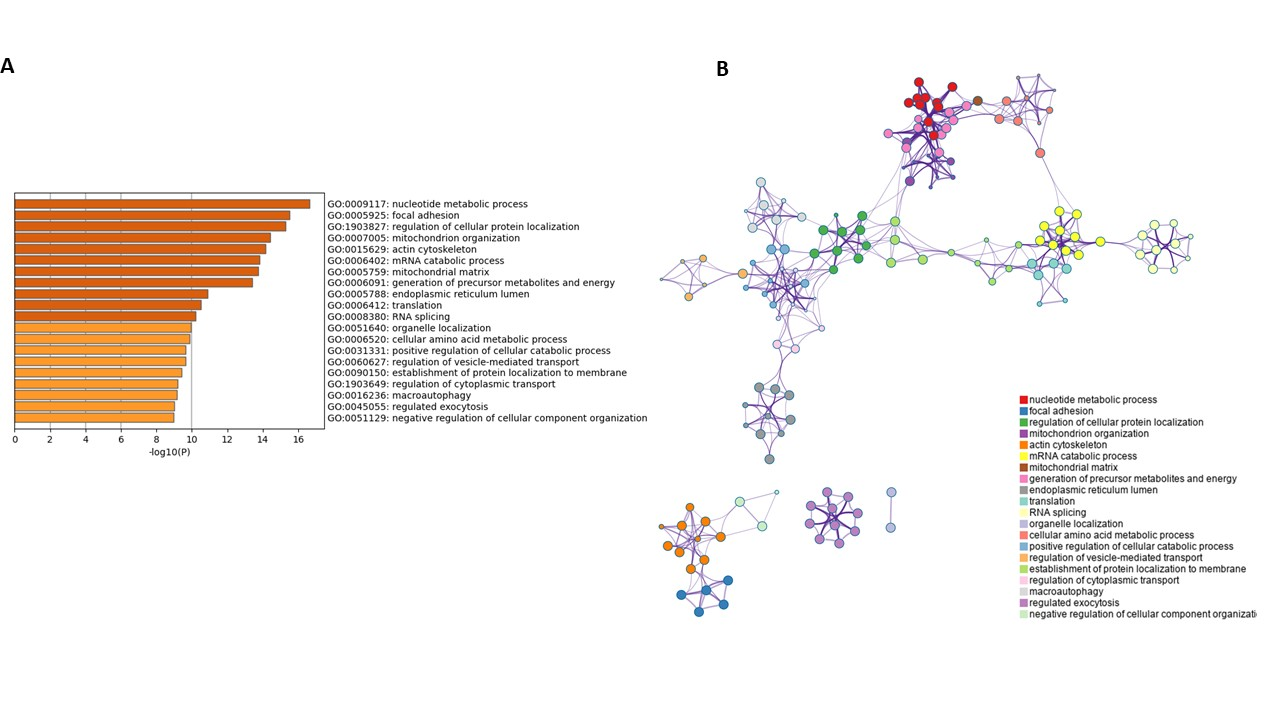 A
B
GO:0009117: nucleotide metabolic process
GO:0005925: focal adhesion
GO:1903827: regulation of cellular protein localization
GO:0007005: mitochondrion organization
GO:0015629: actin cytoskeleton
GO:0006402: mRNA catabolic process
GO:0005759: mitochondrial matrix
GO:0006091: generation of precursor metabolites and energy
GO:0005788: endoplasmic reticulum lumen
GO:0006412: translation
GO:0008380: RNA splicing
GO:0051640: organelle localization
GO:0006520: cellular amino acid metabolic process
GO:0031331: positive regulation of cellular catabolic process
GO:0060627: regulation of vesicle-mediated transport
GO:0090150: establishment of protein localization to membrane
GO:1903649: regulation of cytoplasmic transport
GO:0016236: macroautophagy
GO:0045055: regulated exocytosis
GO:0051129: negative regulation of cellular component organization
0 2 4 6 8 10 12 14 16
-log10(P)
nucleotide metabolic process
focal adhesion
regulation of cellular protein localization
mitochondrion organization
actin cytoskeleton
mRNA catabolic process
mitochondrial matrix
generation of precursor metabolites and energy
endoplasmic reticulum lumen
translation
RNA splicing
organelle localization
cellular amino acid metabolic process
positive regulation of cellular catabolic process
regulation of vesicle-mediated transport
establishment of protein localization to membrane
regulation of cytoplasmic transport
macroautophagy
regulated exocytosis
negative regulation of cellular component organizati